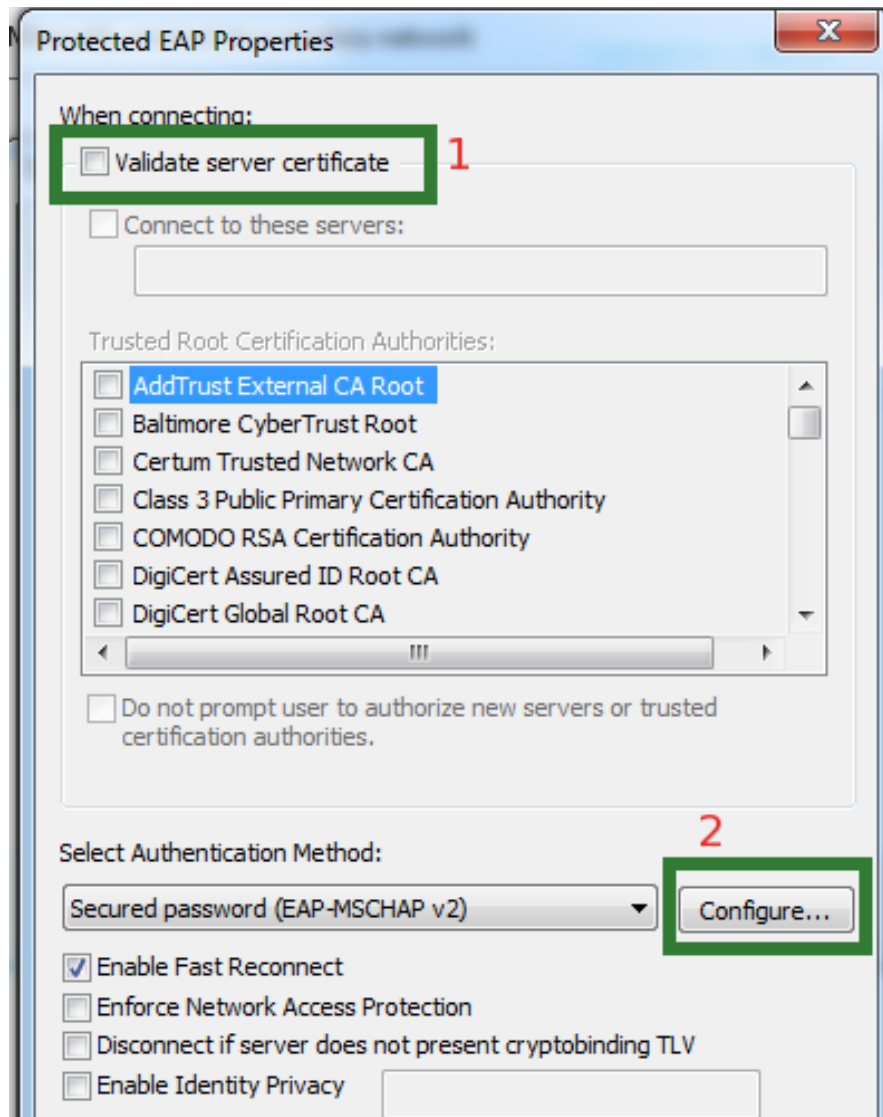 Protected EAP Properties
When connecting:
Validate server certificate
1
Connect to these servers:
Trusted Root Certification Authorities:
AddTrust External CA Root
Baltimore CyberTrust Root
Certum Trusted Network CA
Class 3 Public Primary Certification Authority
COMODO RSA Certification Authority
DigiCert Assured ID Root CA
DigiCert Global Root CA
Do not prompt user to authorize new servers or trusted
certification authorities.
2
Select Authentication Method:
Secured password (EAP-MSCHAP v2)
Configure...
Enable Fast Reconnect
Enforce Network Access Protection
Disconnect if server does not present cryptobinding TLV
Enable Identity Privacy